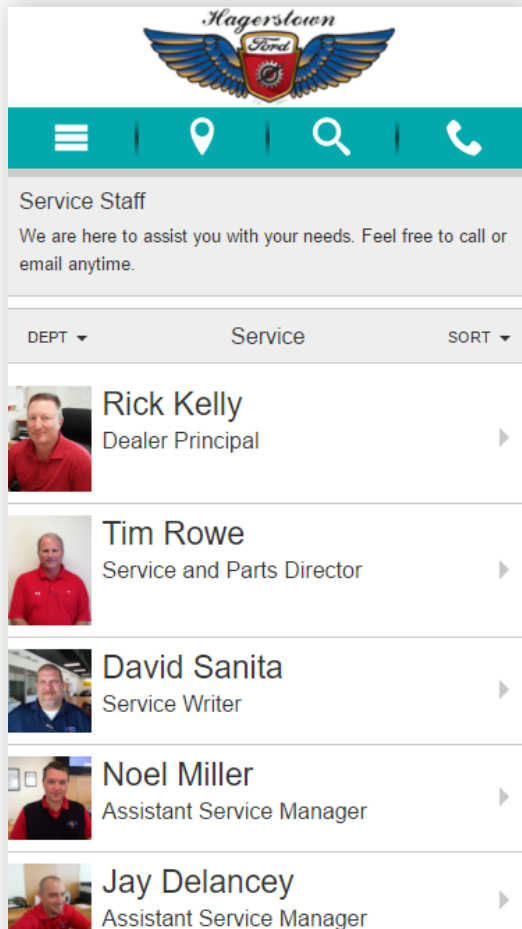 Hagerstown
Ford
Service Staff
We are here to assist you with your needs. Feel free to call or
email anytime.
DEPT
Service
SORT
Rick Kelly
Dealer Principal
Tim Rowe
Service and Parts Director
David Sanita
Service Writer
Noel Miller
Assistant Service Manager
Jay Delancey
Assistant Service Manager